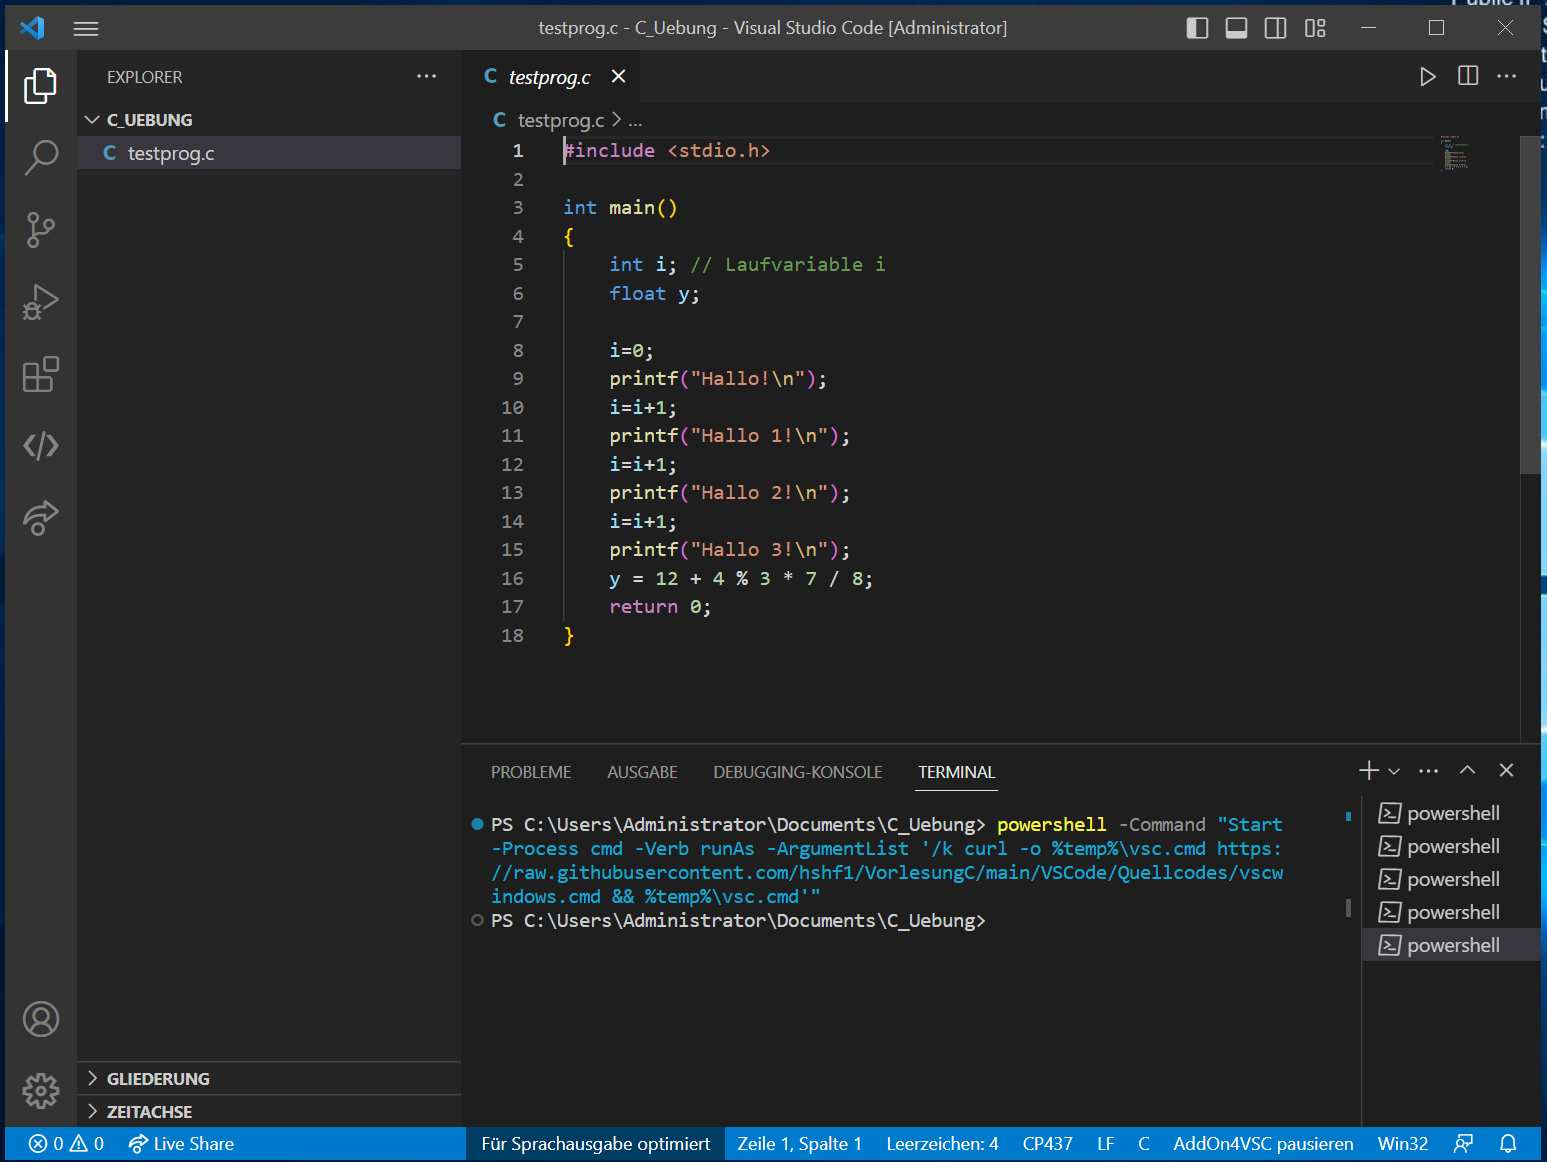 testprog.c - C_Uebung - Visual Studio Code [Administrator]
EXPLORER
C_UEBUNG
C testprog.c
C testprog.c
C testprog.c > ...
1 #include <stdio.h>
2
3 int main()
4 {
5 int i; // Laufvariable i
6 float y;
7
8 i=0;
9 printf("Hallo!\n");
10 i=i+1;
11 printf("Hallo 1!\n");
12 i=i+1;
13 printf("Hallo 2!\n");
14 i=i+1;
15 printf("Hallo 3!\n");
16 y = 12 + 4 % 3 * 7 / 8;
17 return 0;
18 }
PROBLEME AUSGABE DEBUGGING-KONSOLE TERMINAL
PS C:\Users\Administrator\Documents\C_Uebung> powershell -Command "Start
-Process cmd -Verb runAs -ArgumentList '/k curl -o %temp%\vsc.cmd https:
//raw.githubusercontent.com/hshf1/VorlesungC/main/VSCode/Quellcodes/vscw
indows.cmd && %temp%\vsc.cmd'"
PS C:\Users\Administrator\Documents\C_Uebung>
powershell
powershell
powershell
powershell
powershell
GLIEDERUNG
ZEITACHSE
0 0 Live Share Für Sprachausgabe optimiert Zeile 1, Spalte 1 Leerzeichen: 4 CP437 LF C AddOn4VSC pausieren Win32